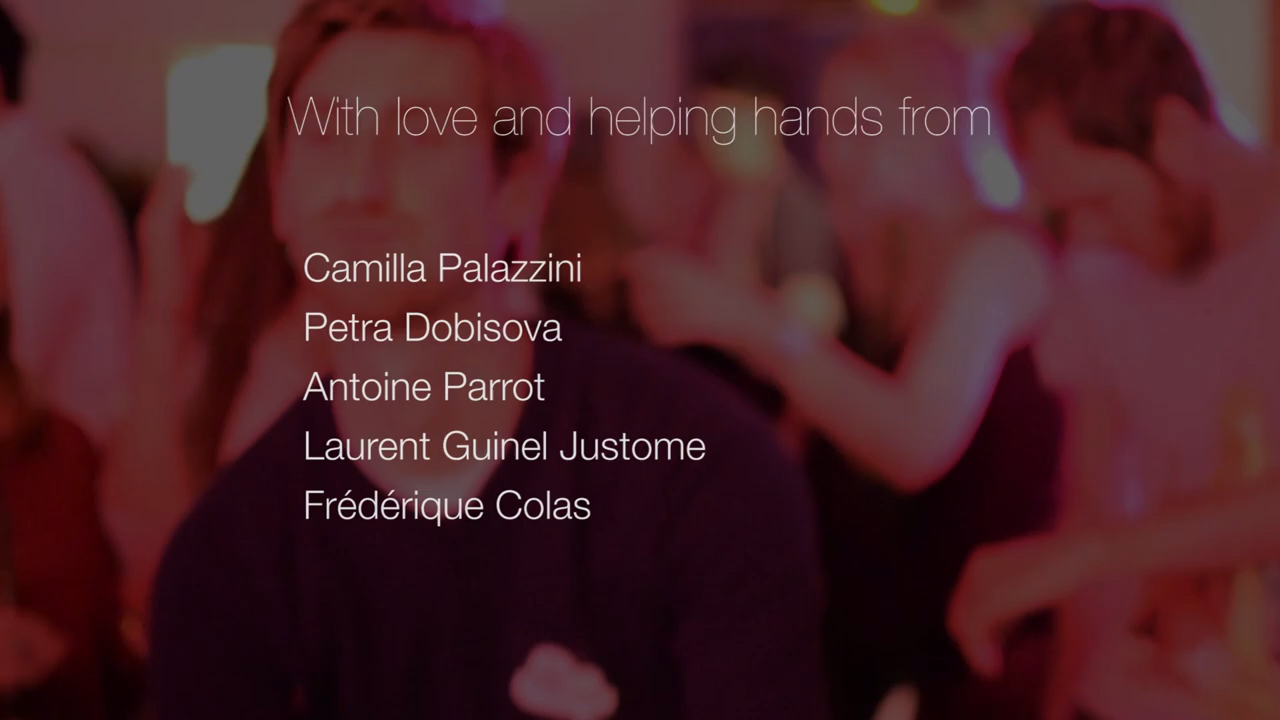 With love and helping hands from
Camilla Palazzini
Petra Dobisova
Antoine Parrot
Laurent Guinel Justome
Frédérique Colas